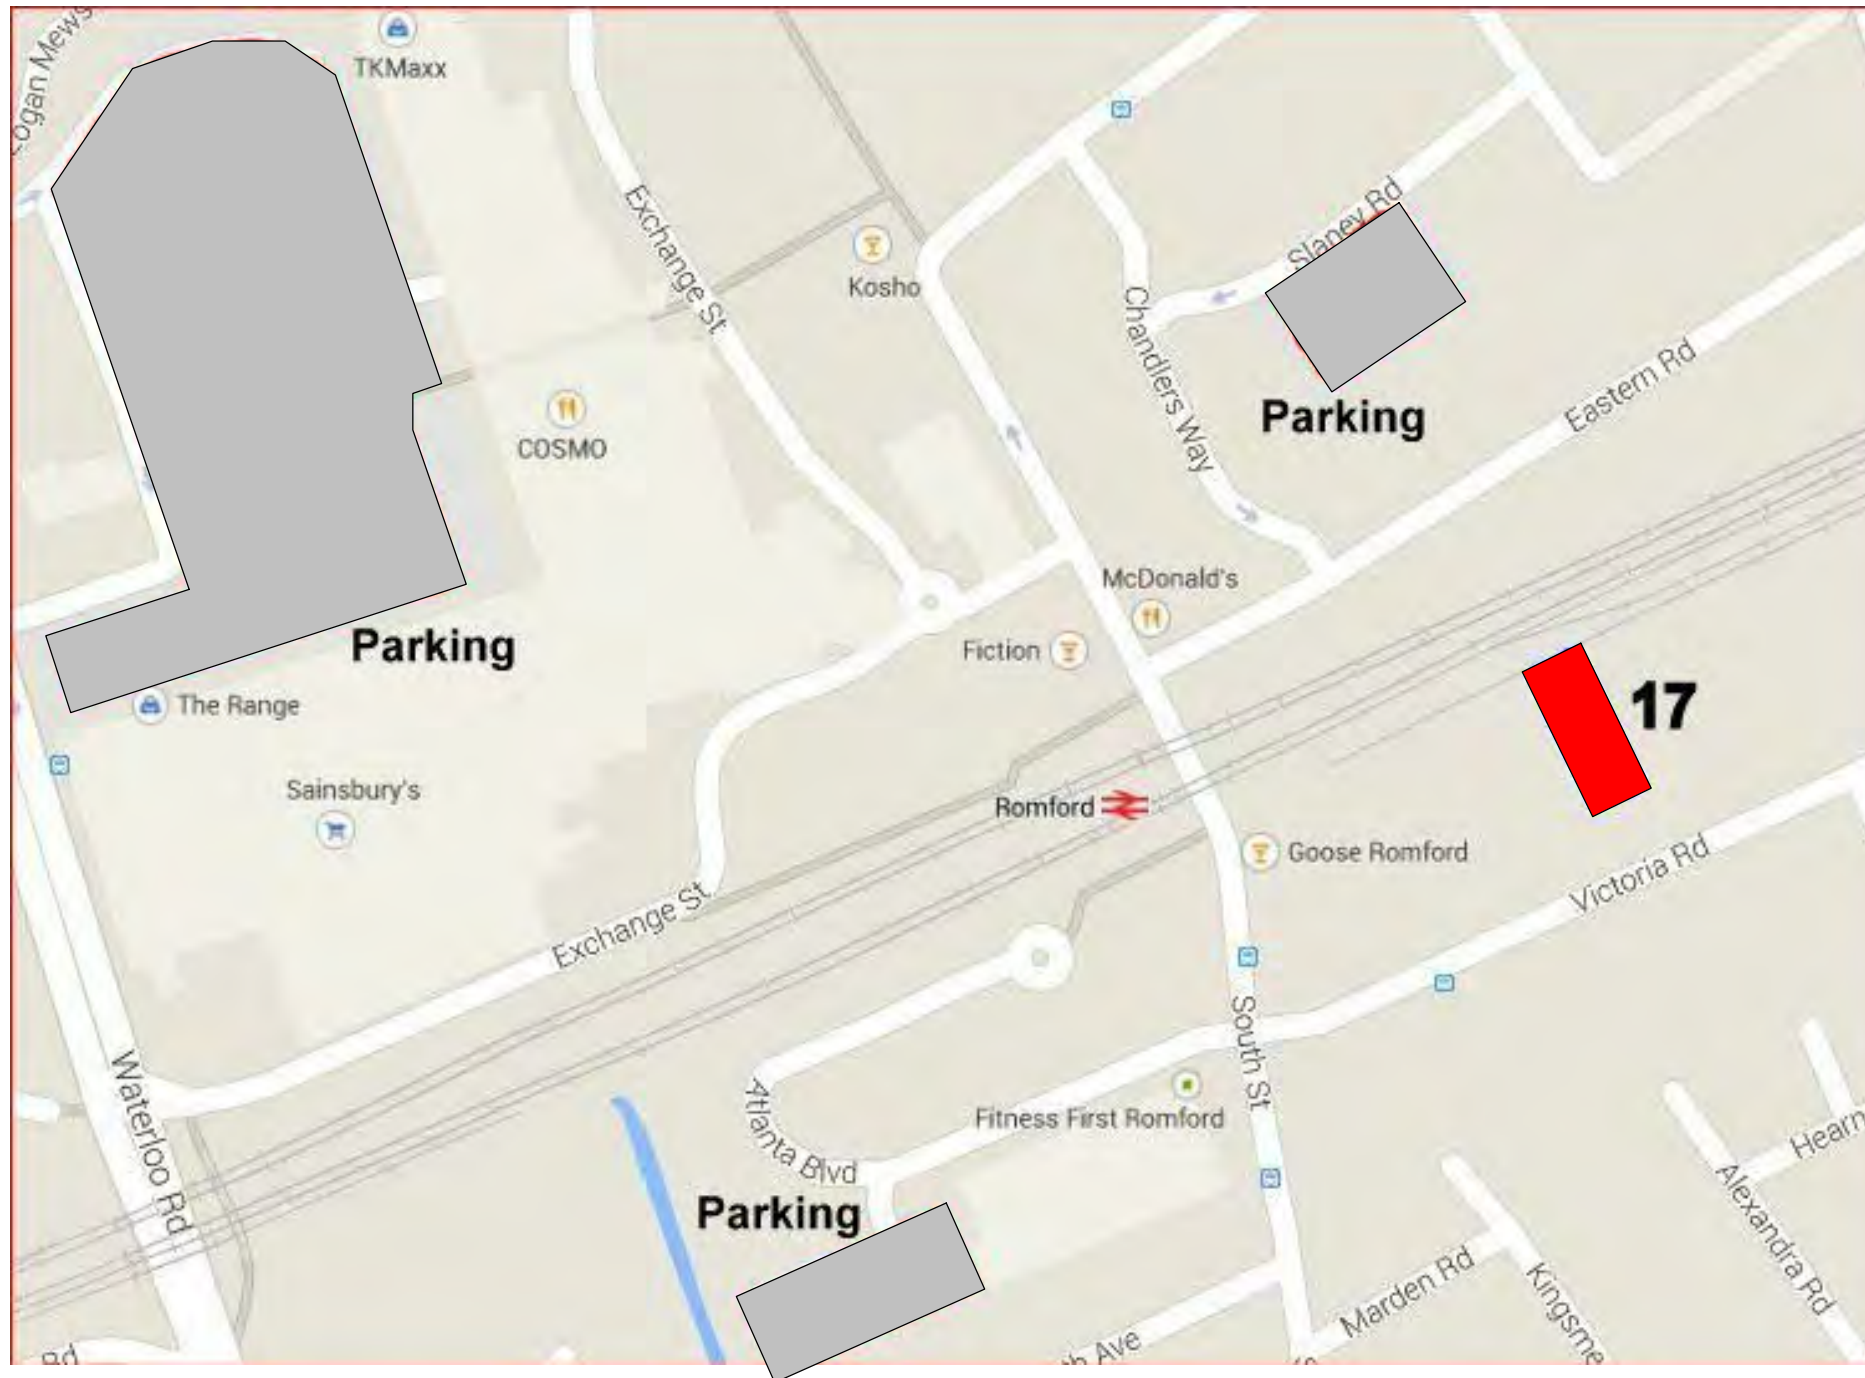 Logan Mews
TKMaxx
Exchange St
Kosho
Slaney Rd
Chandlers Way
Parking
Eastern Rd
COSMO
McDonald's
Fiction
Parking
The Range
17
Sainsbury's
Romford
Goose Romford
Victoria Rd
Exchange St
South St
Waterloo Rd
Atlanta Blvd
Fitness First Romford
Parking
Hearn
Alexandra Rd
Marden Rd
Kingsme
Rd
th Ave